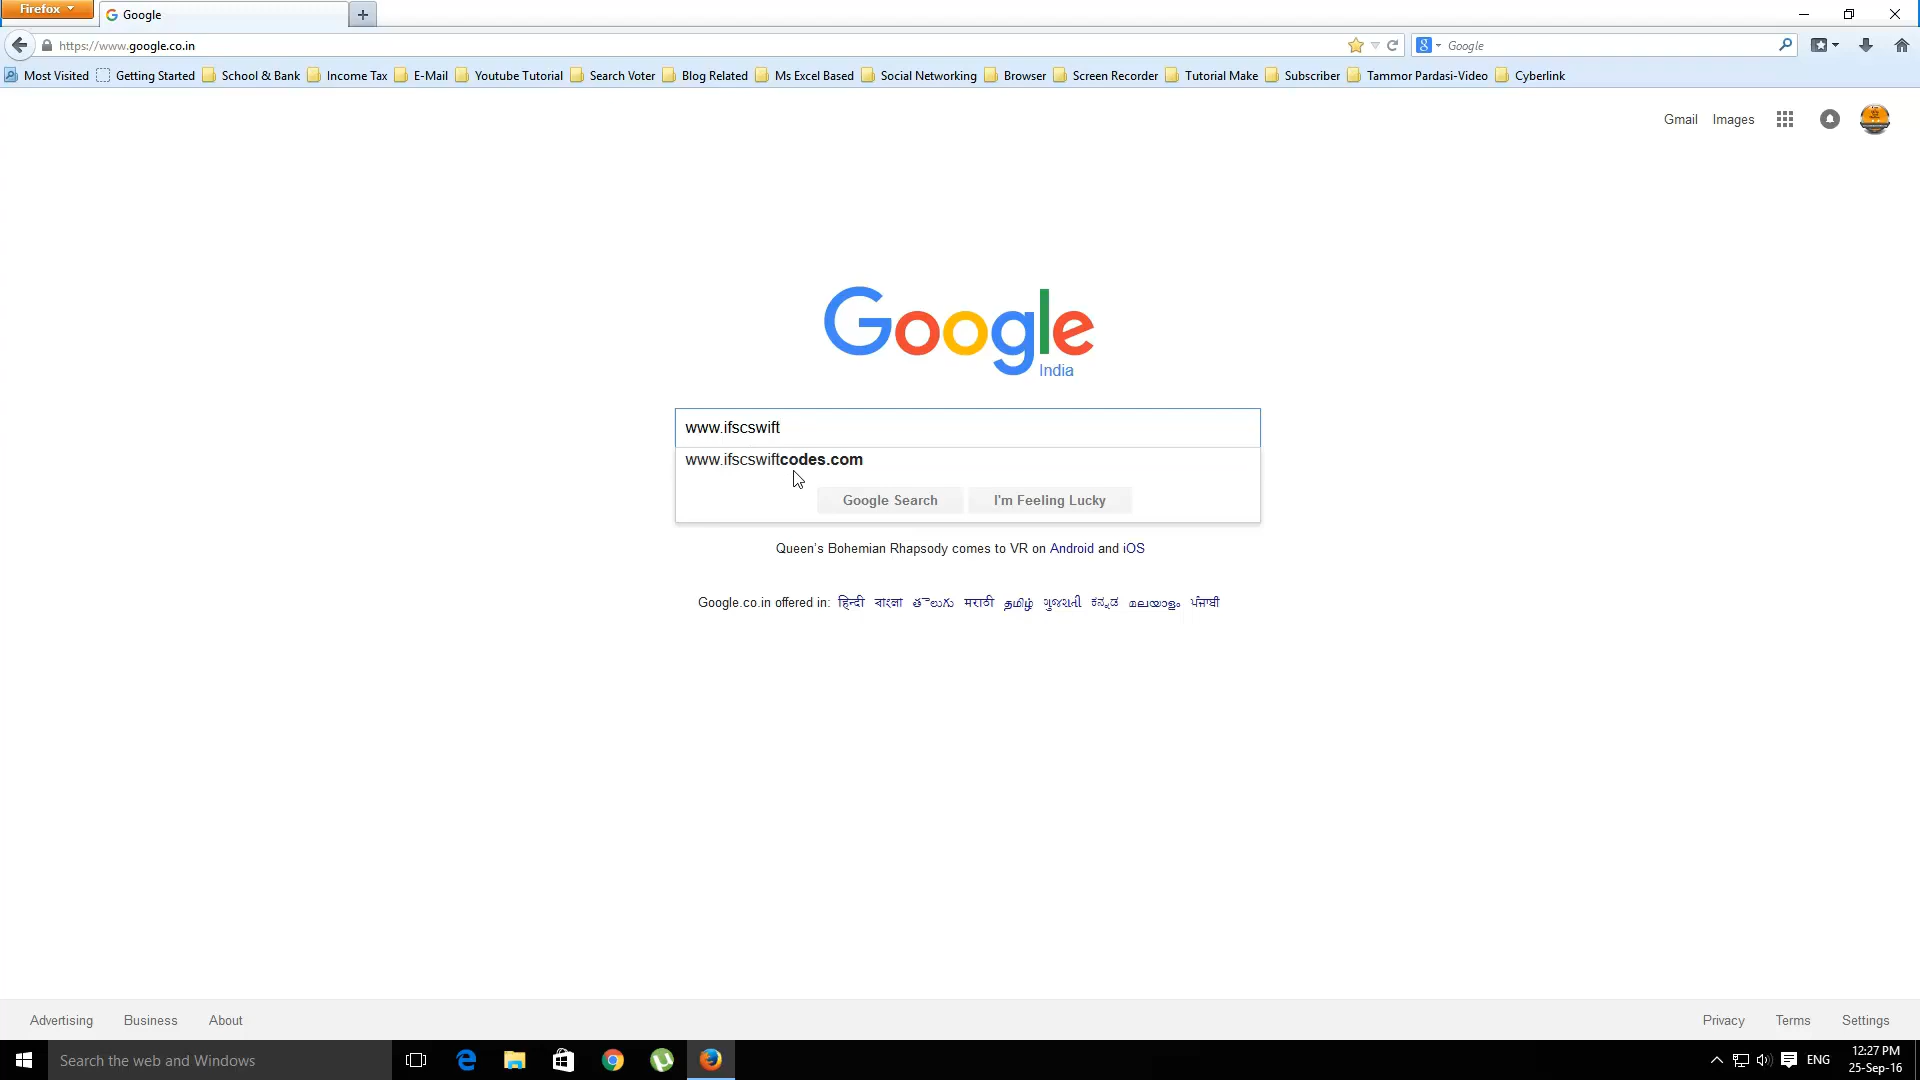 Firefox
Google
https://www.google.co.in
Google
Most Visited Getting Started School & Bank Income Tax E-Mail Youtube Tutorial Search Voter Blog Related Ms Excel Based Social Networking Browser Screen Recorder Tutorial Make Subscriber Tammor Pardasi-Video Cyberlink
Gmail Images
Google
India
www.ifscswift
www.ifscswiftcodes.com
Google Search I'm Feeling Lucky
Queen's Bohemian Rhapsody comes to VR on Android and iOS
Google.co.in offered in: हिन्दी বাংলা తెలుగు मराठी தமிழ் ગુજરાતી ಕನ್ನಡ മലയാളം ਪੰਜਾਬੀ
Advertising Business About
Privacy Terms Settings
Search the web and Windows
ENG
12:27 PM
25-Sep-16